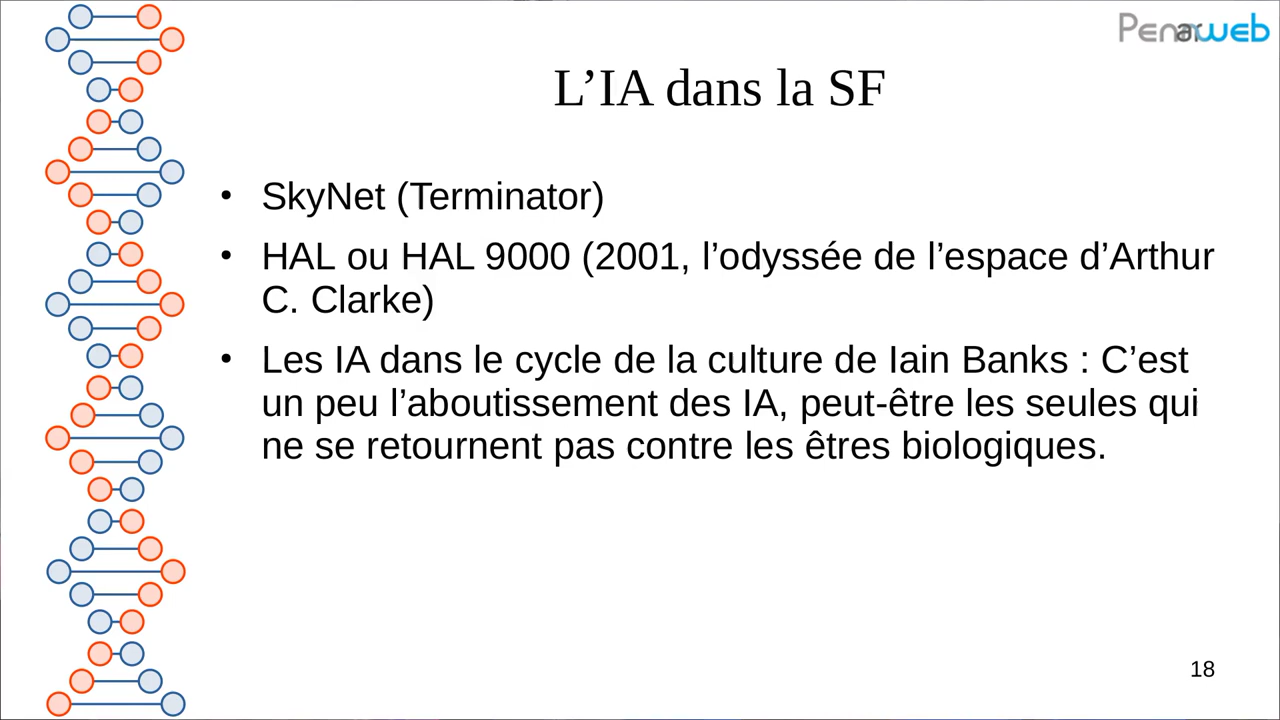 Penarweb
L’IA dans la SF
• SkyNet (Terminator)
• HAL ou HAL 9000 (2001, l’odyssée de l’espace d’Arthur
C. Clarke)
• Les IA dans le cycle de la culture de Iain Banks : C’est
un peu l’aboutissement des IA, peut-être les seules qui
ne se retournent pas contre les êtres biologiques.
18